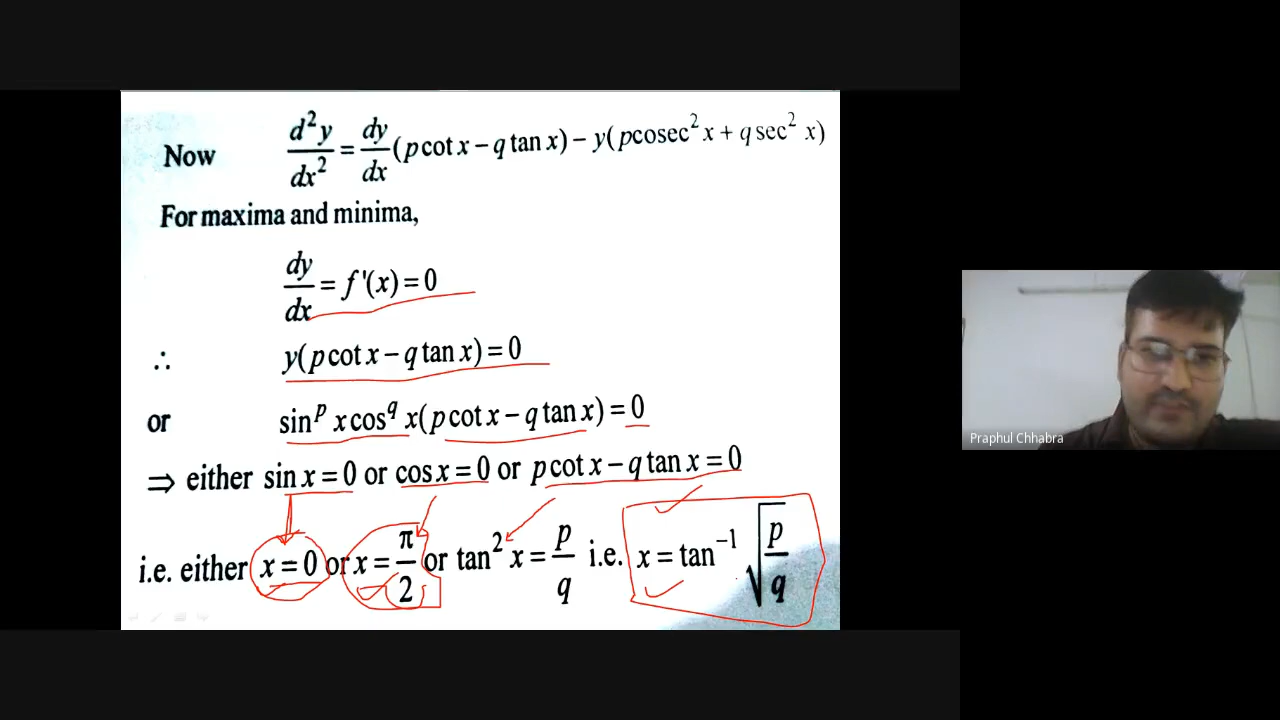 Now d²y/dx² = dy/dx (p cot x − q tan x) − y(p cosec² x + q sec² x)
For maxima and minima,
dy/dx = f'(x) = 0
∴ y(p cot x − q tan x) = 0
or sinᵖ x cos^q x(p cot x − q tan x) = 0
⇒ either sin x = 0 or cos x = 0 or p cot x − q tan x = 0
i.e. either x = 0 or x = π/2 or tan² x = p/q i.e. x = tan⁻¹ √(p/q)
Praphul Chhabra